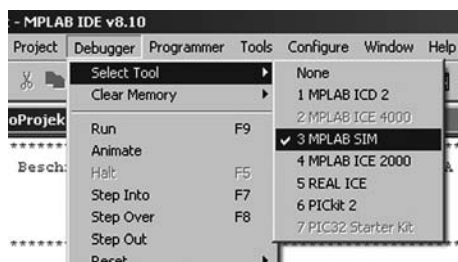 - MPLAB IDE v8.10
Project Debugger Programmer Tools Configure Window Help
Select Tool
Clear Memory
Run F9
Animate
Halt F5
Step Into F7
Step Over F8
Step Out
Reset
None
1 MPLAB ICD 2
2 MPLAB ICE 4000
3 MPLAB SIM
4 MPLAB ICE 2000
5 REAL ICE
6 PICkit 2
7 PIC32 Starter Kit
oProjek
*****
Besch
A
*****